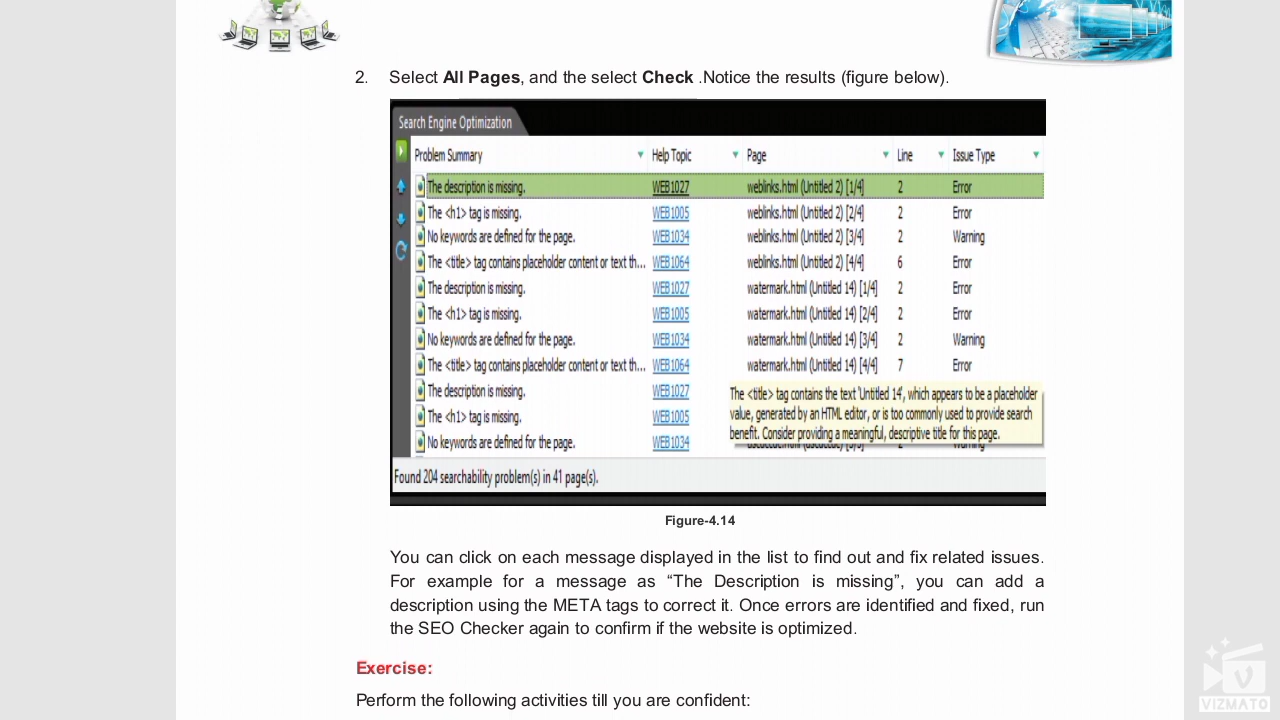 2. Select All Pages, and the select Check .Notice the results (figure below).
Search Engine Optimization
Problem Summary Help Topic Page Line Issue Type
The description is missing. WEB1027 weblinks.html (Untitled 2) [1/4] 2 Error
The <h1> tag is missing. WEB1005 weblinks.html (Untitled 2) [2/4] 2 Error
No keywords are defined for the page. WEB1034 weblinks.html (Untitled 2) [3/4] 2 Warning
The <title> tag contains placeholder content or text th... WEB1064 weblinks.html (Untitled 2) [4/4] 6 Error
The description is missing. WEB1027 watermark.html (Untitled 14) [1/4] 2 Error
The <h1> tag is missing. WEB1005 watermark.html (Untitled 14) [2/4] 2 Error
No keywords are defined for the page. WEB1034 watermark.html (Untitled 14) [3/4] 2 Warning
The <title> tag contains placeholder content or text th... WEB1064 watermark.html (Untitled 14) [4/4] 7 Error
The description is missing. WEB1027
The <h1> tag is missing. WEB1005
No keywords are defined for the page. WEB1034
The <title> tag contains the text 'Untitled 14', which appears to be a placeholder
value, generated by an HTML editor, or is too commonly used to provide search
benefit. Consider providing a meaningful, descriptive title for this page.
Found 204 searchability problem(s) in 41 page(s).
Figure-4.14
You can click on each message displayed in the list to find out and fix related issues.
For example for a message as “The Description is missing”, you can add a
description using the META tags to correct it. Once errors are identified and fixed, run
the SEO Checker again to confirm if the website is optimized.
Exercise:
Perform the following activities till you are confident:
VIZMATO